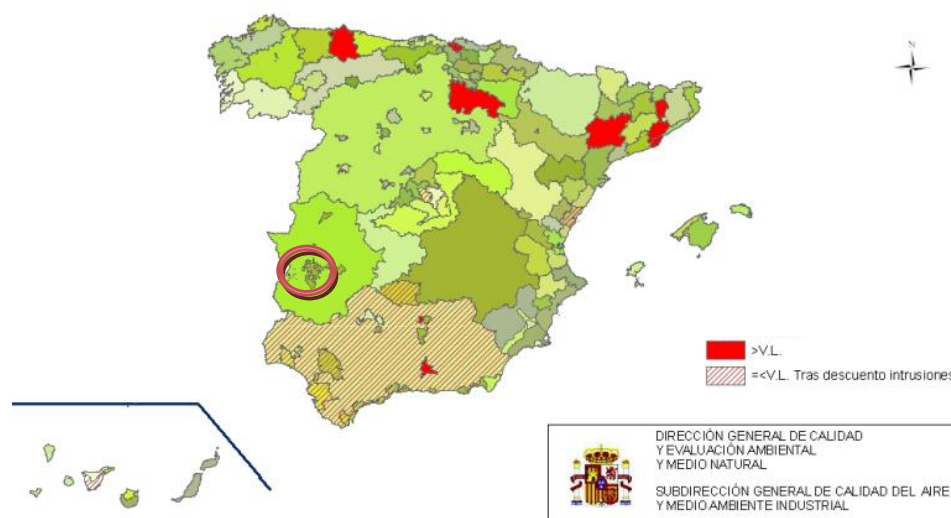 N
>V.L.
=<V.L. Tras descuento intrusiones
DIRECCIÓN GENERAL DE CALIDAD
Y EVALUACIÓN AMBIENTAL
Y MEDIO NATURAL
SUBDIRECCIÓN GENERAL DE CALIDAD DEL AIRE
Y MEDIO AMBIENTE INDUSTRIAL